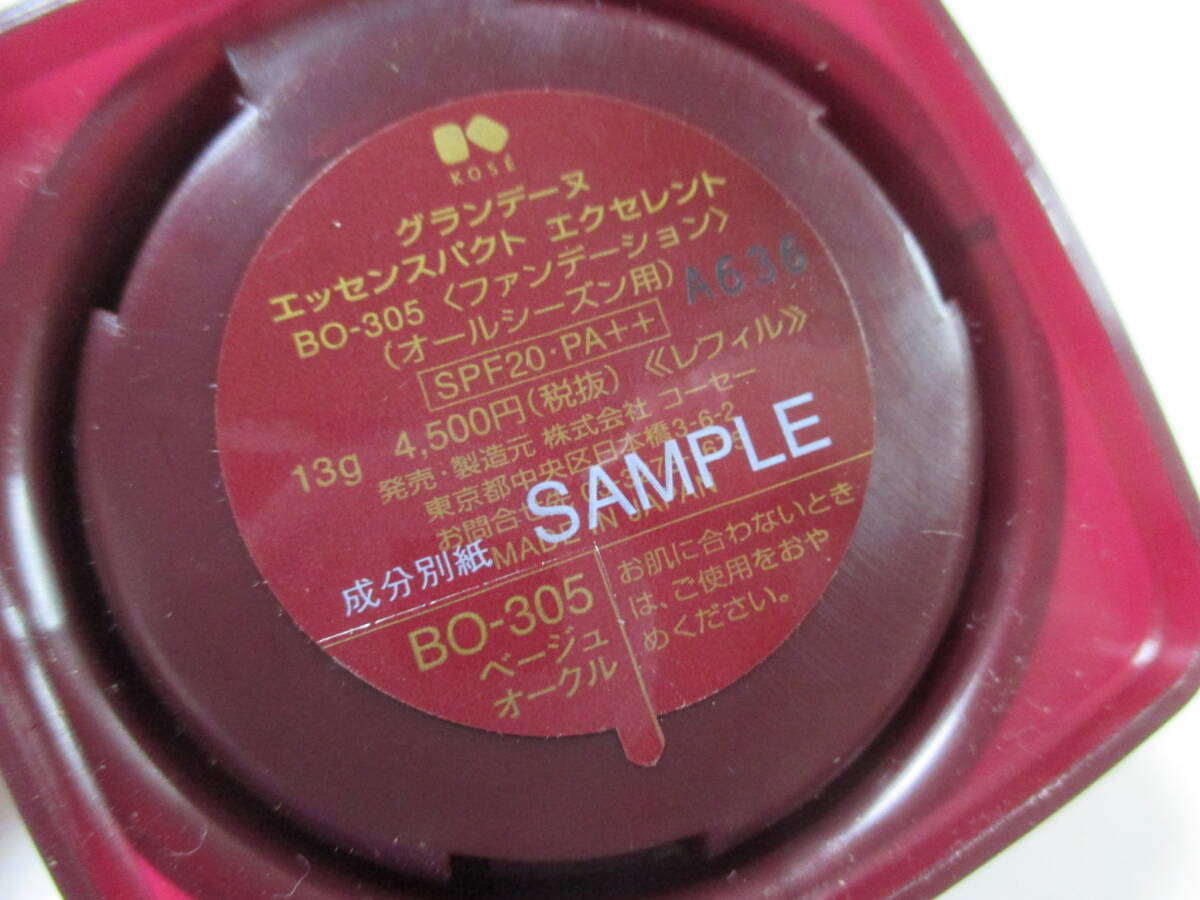 KOSÉ
グランデーヌ
エッセンスパクト エクセレント
BO-305 〈ファンデーション〉
(オールシーズン用)
A636
SPF20・PA++
13g 4,500円(税抜) 《レフィル》
発売・製造元 株式会社 コーセー
東京都中央区日本橋3-6-2
お問合せ先
MADE IN JAPAN
SAMPLE
成分別紙
BO-305
ベージュ
オークル
お肌に合わないとき
は、ご使用をおや
めください。